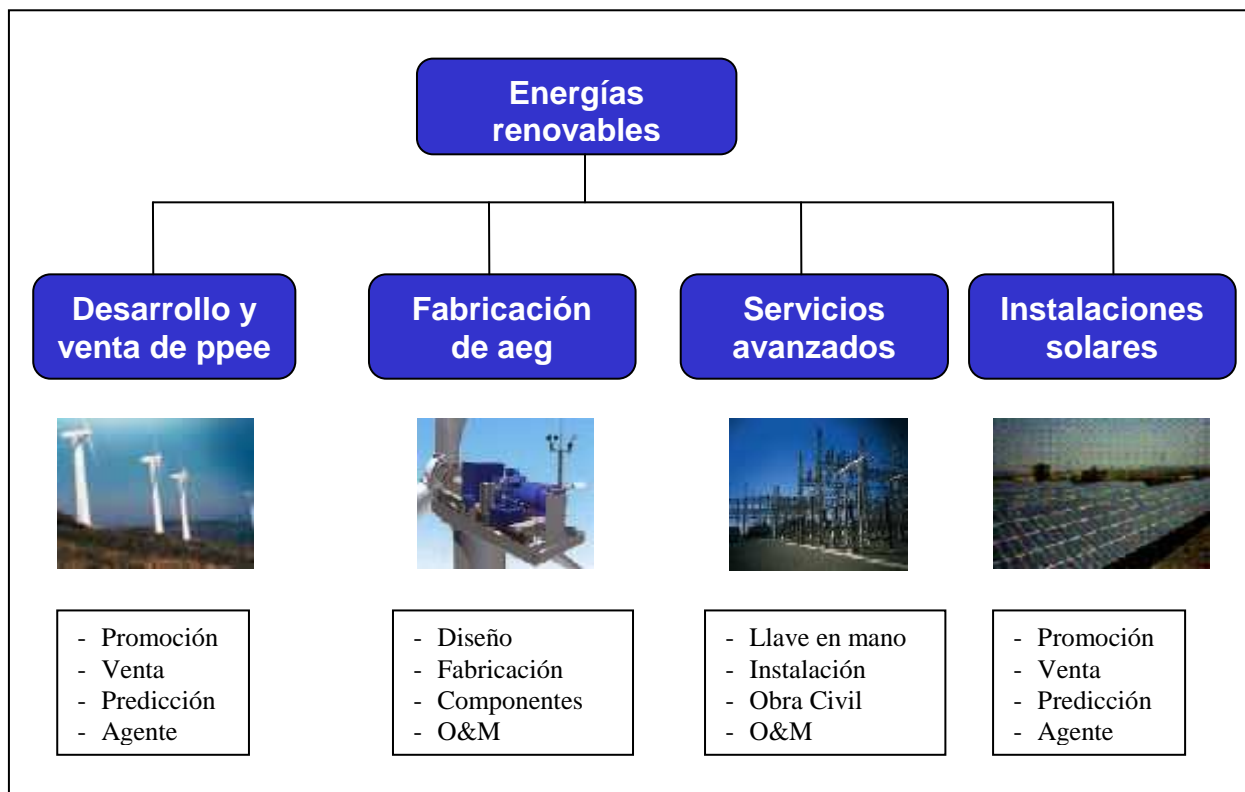 Energías
renovables
Desarrollo y
venta de ppee
Fabricación
de aeg
Servicios
avanzados
Instalaciones
solares
- Promoción
- Venta
- Predicción
- Agente
- Diseño
- Fabricación
- Componentes
- O&M
- Llave en mano
- Instalación
- Obra Civil
- O&M
- Promoción
- Venta
- Predicción
- Agente